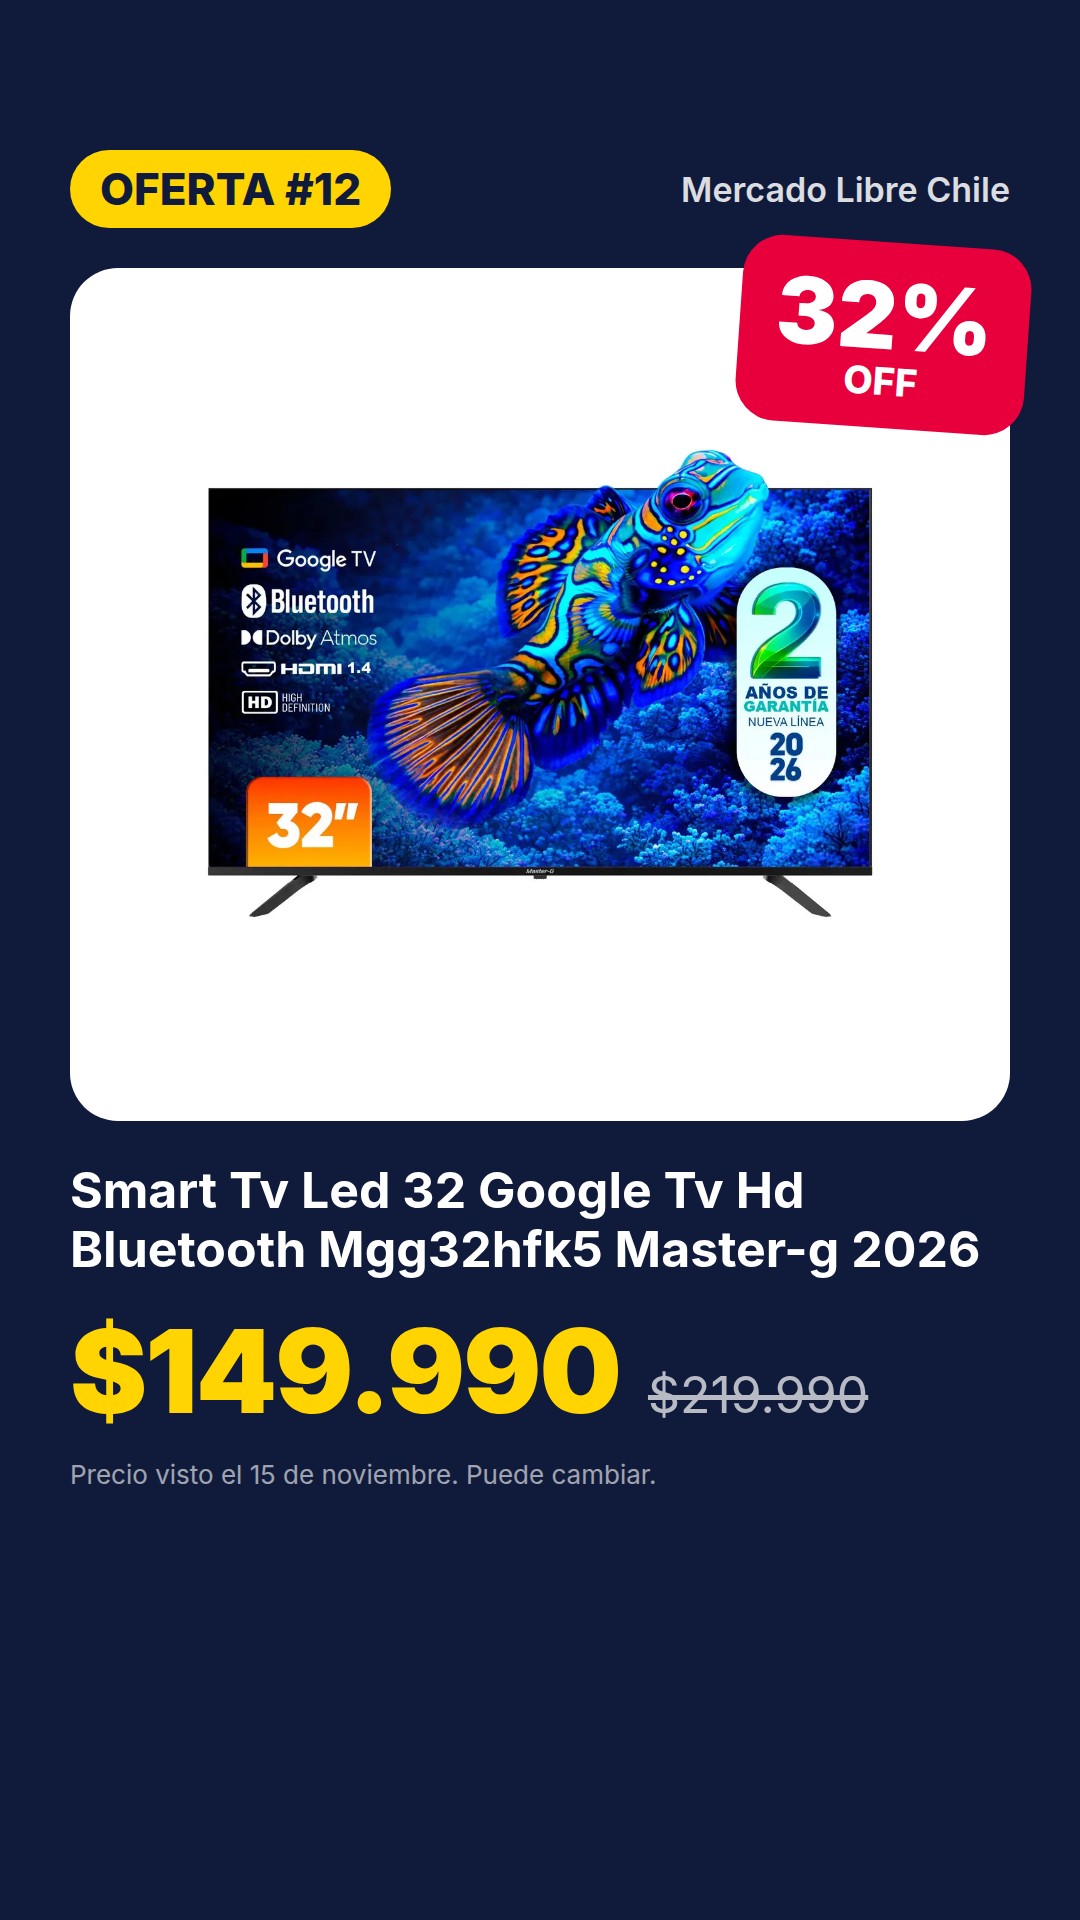 OFERTA #12
Mercado Libre Chile
32%
OFF
Google TV
Bluetooth
Dolby Atmos
HDMI 1.4
HD HIGH
DEFINITION
32"
2
AÑOS DE
GARANTÍA
NUEVA LÍNEA
20
26
Master-G
Smart Tv Led 32 Google Tv Hd
Bluetooth Mgg32hfk5 Master-g 2026
$149.990 $219.990
Precio visto el 15 de noviembre. Puede cambiar.